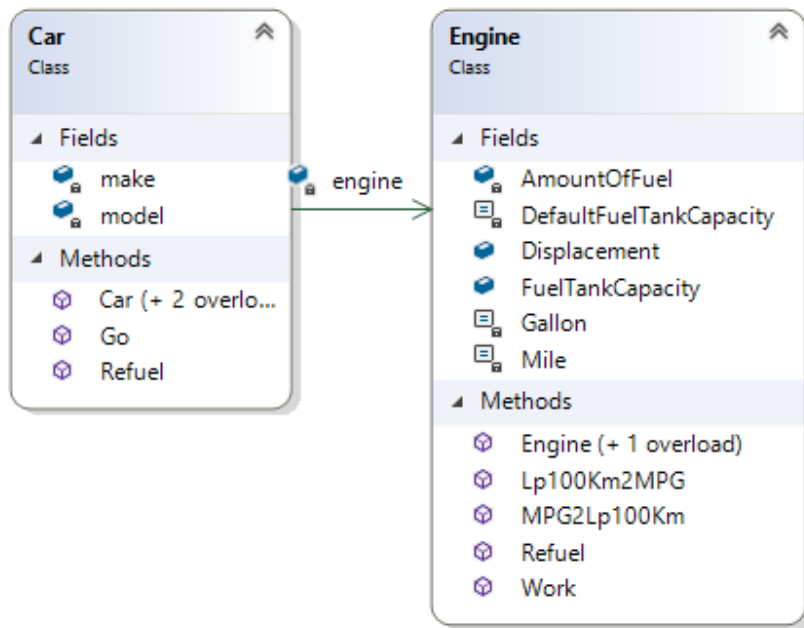 Car
Class
Fields
make
model
Methods
Car (+ 2 overlo...
Go
Refuel
engine
Engine
Class
Fields
AmountOfFuel
DefaultFuelTankCapacity
Displacement
FuelTankCapacity
Gallon
Mile
Methods
Engine (+ 1 overload)
Lp100Km2MPG
MPG2Lp100Km
Refuel
Work